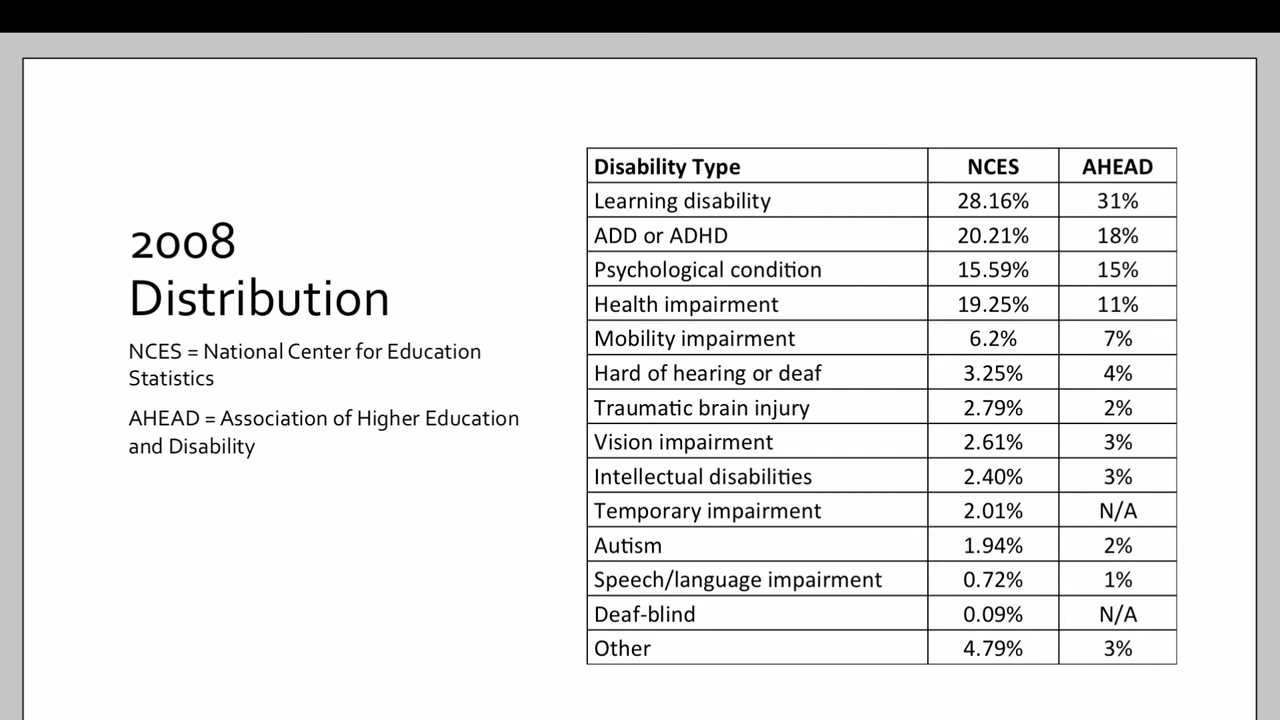 2008
Distribution
NCES = National Center for Education
Statistics
AHEAD = Association of Higher Education
and Disability
Disability Type NCES AHEAD
Learning disability 28.16% 31%
ADD or ADHD 20.21% 18%
Psychological condition 15.59% 15%
Health impairment 19.25% 11%
Mobility impairment 6.2% 7%
Hard of hearing or deaf 3.25% 4%
Traumatic brain injury 2.79% 2%
Vision impairment 2.61% 3%
Intellectual disabilities 2.40% 3%
Temporary impairment 2.01% N/A
Autism 1.94% 2%
Speech/language impairment 0.72% 1%
Deaf-blind 0.09% N/A
Other 4.79% 3%